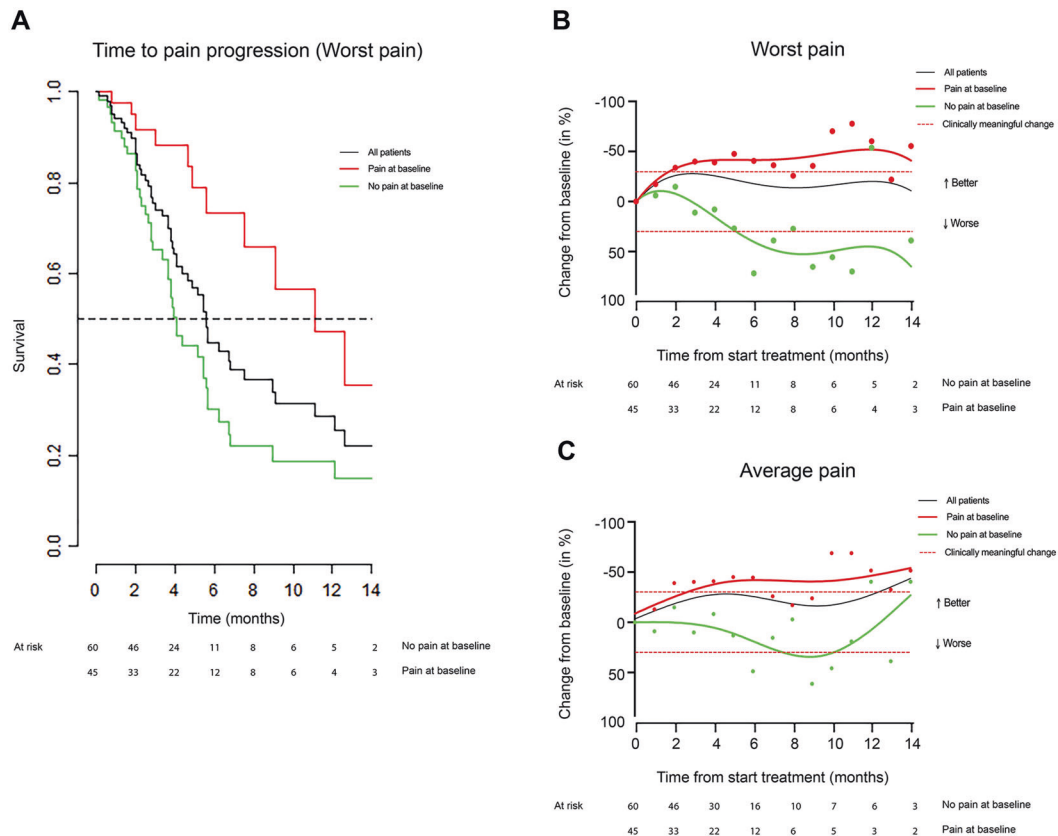 A
Time to pain progression (Worst pain)
1.0
0.8
0.6
0.4
0.2
0.0
Survival
All patients
Pain at baseline
No pain at baseline
0 2 4 6 8 10 12 14
Time (months)
At risk 60 46 24 11 8 6 5 2 No pain at baseline
45 33 22 12 8 6 4 3 Pain at baseline
B
Worst pain
All patients
Pain at baseline
No pain at baseline
Clinically meaningful change
-100
-50
0
50
100
Change from baseline (in %)
↑ Better
↓ Worse
0 2 4 6 8 10 12 14
Time from start treatment (months)
At risk 60 46 24 11 8 6 5 2 No pain at baseline
45 33 22 12 8 6 4 3 Pain at baseline
C
Average pain
All patients
Pain at baseline
No pain at baseline
Clinically meaningful change
-100
-50
0
50
100
Change from baseline (in %)
↑ Better
↓ Worse
0 2 4 6 8 10 12 14
Time from start treatment (months)
At risk 60 46 30 16 10 7 6 3 No pain at baseline
45 33 22 12 6 5 3 2 Pain at baseline